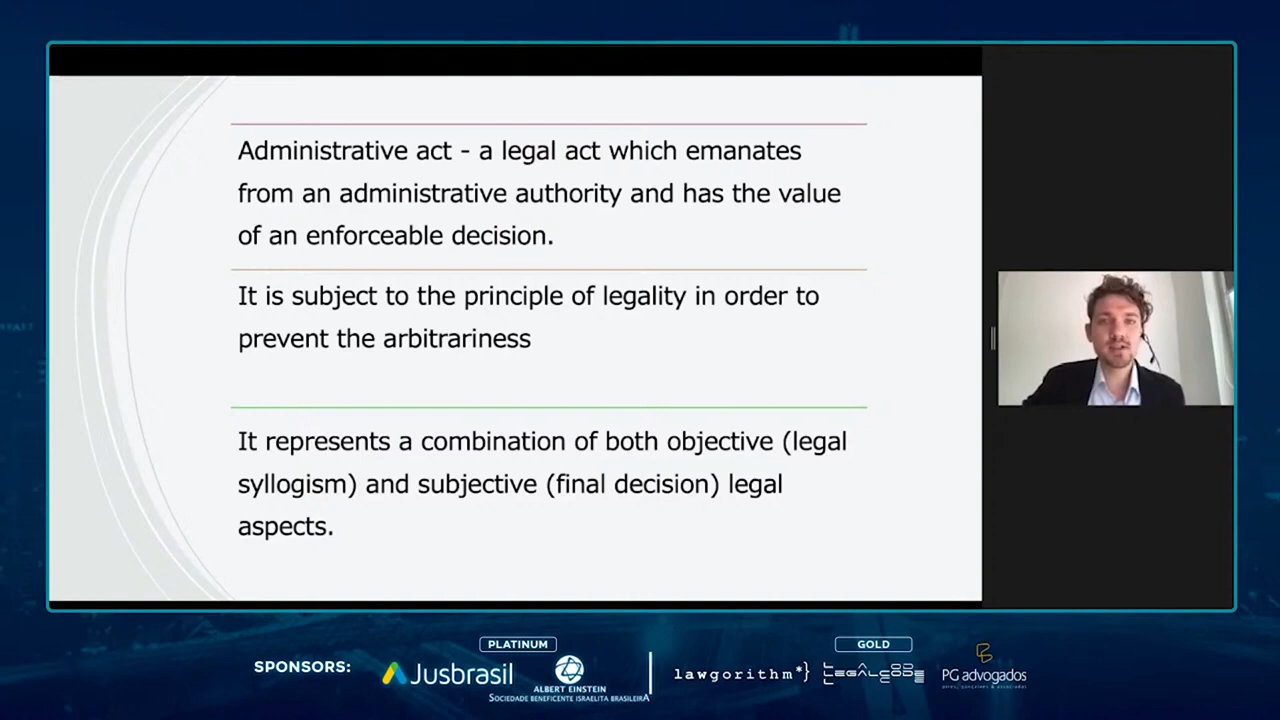 Administrative act - a legal act which emanates
from an administrative authority and has the value
of an enforceable decision.
It is subject to the principle of legality in order to
prevent the arbitrariness
It represents a combination of both objective (legal
syllogism) and subjective (final decision) legal
aspects.
PLATINUM
GOLD
SPONSORS:
Jusbrasil
ALBERT EINSTEIN
SOCIEDADE BENEFICENTE ISRAELITA BRASILEIRA
lawgorithm*}
LEGALCODE
PG advogados